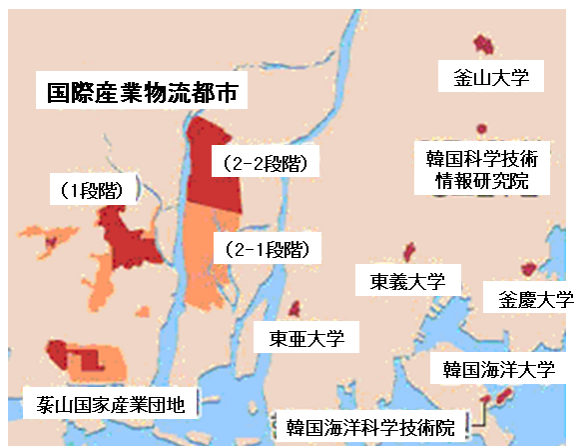 釜山大学
国際産業物流都市
韓国科学技術
情報研究院
(2-2段階)
(1段階)
(2-1段階)
東義大学
釜慶大学
東亜大学
韓国海洋大学
菉山国家産業団地
韓国海洋科学技術院